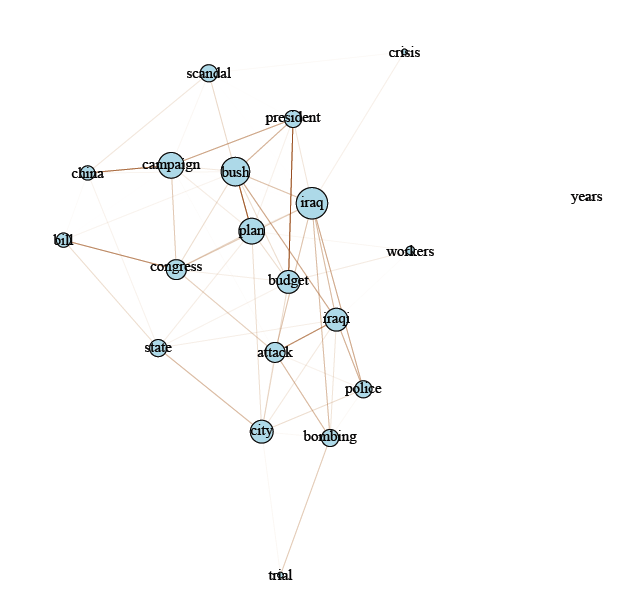 crisis
scandal
president
campaign
china
bush
years
iraq
plan
bill
workers
congress
budget
iraqi
state
attack
police
city
bombing
trial